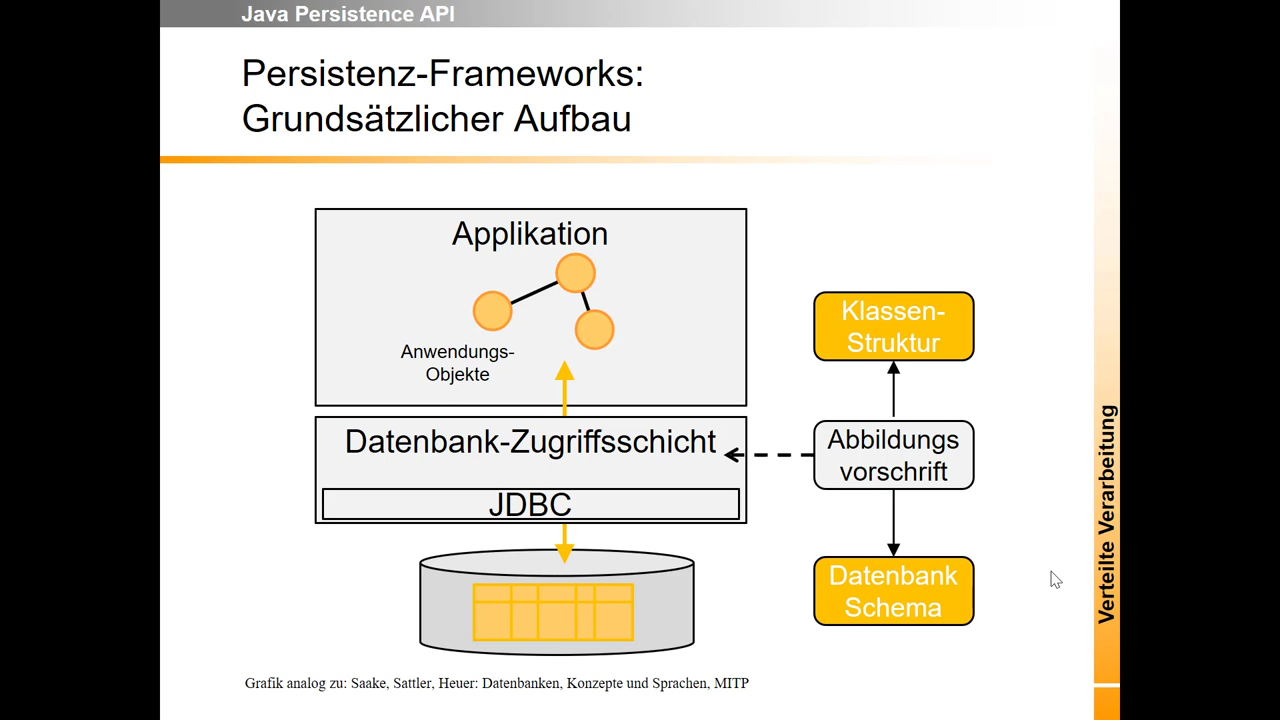 Java Persistence API
Persistenz-Frameworks:
Grundsätzlicher Aufbau
Applikation
Anwendungs-
Objekte
Datenbank-Zugriffsschicht
JDBC
Klassen-
Struktur
Abbildungs
vorschrift
Datenbank
Schema
Verteilte Verarbeitung
Grafik analog zu: Saake, Sattler, Heuer: Datenbanken, Konzepte und Sprachen, MITP